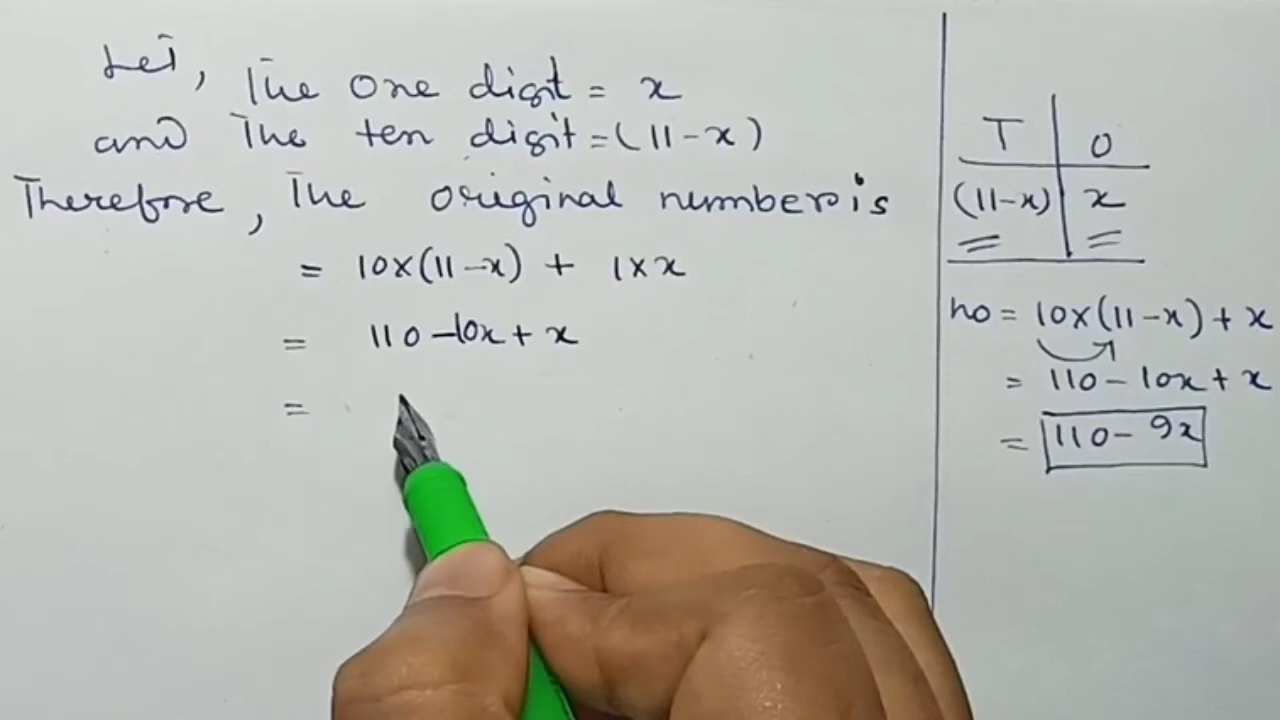 Let, The one digit = x
and The ten digit = (11-x)
Therefore, The original number is
= 10x(11-x) + 1xx
= 110-10x+x
=
T O
(11-x) x
no = 10x(11-x) + x
= 110-10x+x
= 110-9x